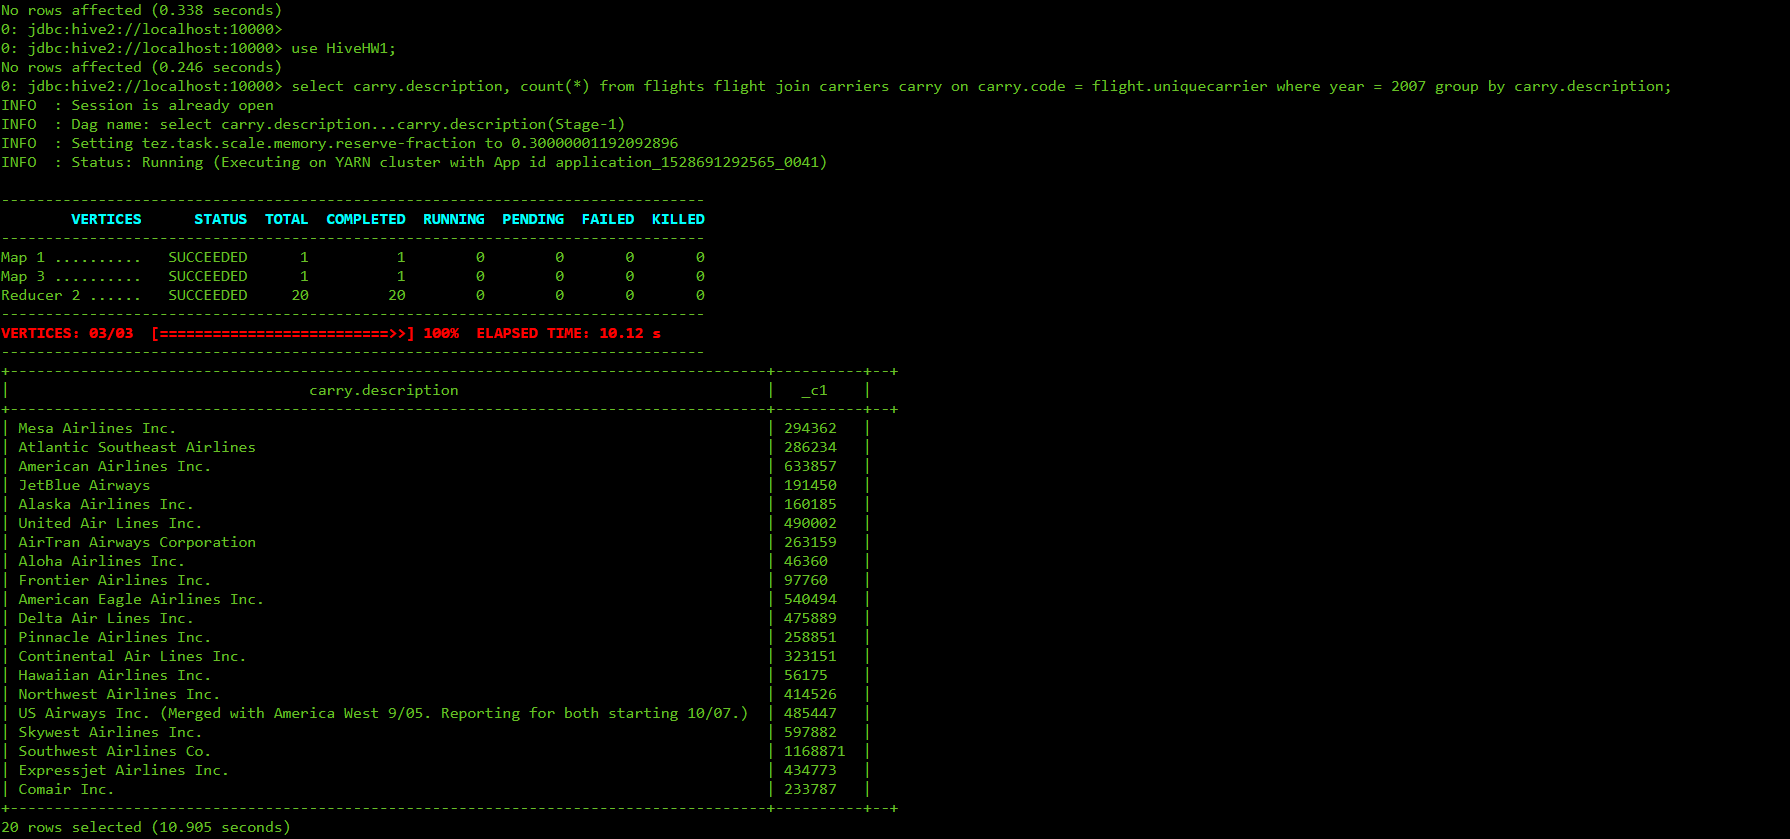 No rows affected (0.338 seconds)
0: jdbc:hive2://localhost:10000>
0: jdbc:hive2://localhost:10000> use HiveHW1;
No rows affected (0.246 seconds)
0: jdbc:hive2://localhost:10000> select carry.description, count(*) from flights flight join carriers carry on carry.code = flight.uniquecarrier where year = 2007 group by carry.description;
INFO  : Session is already open
INFO  : Dag name: select carry.description...carry.description(Stage-1)
INFO  : Setting tez.task.scale.memory.reserve-fraction to 0.30000001192092896
INFO  : Status: Running (Executing on YARN cluster with App id application_1528691292565_0041)

--------------------------------------------------------------------------------
        VERTICES      STATUS  TOTAL  COMPLETED  RUNNING  PENDING  FAILED  KILLED
--------------------------------------------------------------------------------
Map 1 ..........   SUCCEEDED      1          1        0        0       0       0
Map 3 ..........   SUCCEEDED      1          1        0        0       0       0
Reducer 2 ......   SUCCEEDED     20         20        0        0       0       0
--------------------------------------------------------------------------------
VERTICES: 03/03  [==========================>>] 100%  ELAPSED TIME: 10.12 s
--------------------------------------------------------------------------------
+--------------------------------------------------------------------------------------+----------+--+
|                                  carry.description                                   |   _c1    |
+--------------------------------------------------------------------------------------+----------+--+
| Mesa Airlines Inc.                                                                   | 294362   |
| Atlantic Southeast Airlines                                                          | 286234   |
| American Airlines Inc.                                                               | 633857   |
| JetBlue Airways                                                                      | 191450   |
| Alaska Airlines Inc.                                                                 | 160185   |
| United Air Lines Inc.                                                                | 490002   |
| AirTran Airways Corporation                                                          | 263159   |
| Aloha Airlines Inc.                                                                  | 46360    |
| Frontier Airlines Inc.                                                               | 97760    |
| American Eagle Airlines Inc.                                                         | 540494   |
| Delta Air Lines Inc.                                                                 | 475889   |
| Pinnacle Airlines Inc.                                                               | 258851   |
| Continental Air Lines Inc.                                                           | 323151   |
| Hawaiian Airlines Inc.                                                               | 56175    |
| Northwest Airlines Inc.                                                              | 414526   |
| US Airways Inc. (Merged with America West 9/05. Reporting for both starting 10/07.)  | 485447   |
| Skywest Airlines Inc.                                                                | 597882   |
| Southwest Airlines Co.                                                               | 1168871  |
| Expressjet Airlines Inc.                                                             | 434773   |
| Comair Inc.                                                                          | 233787   |
+--------------------------------------------------------------------------------------+----------+--+
20 rows selected (10.905 seconds)